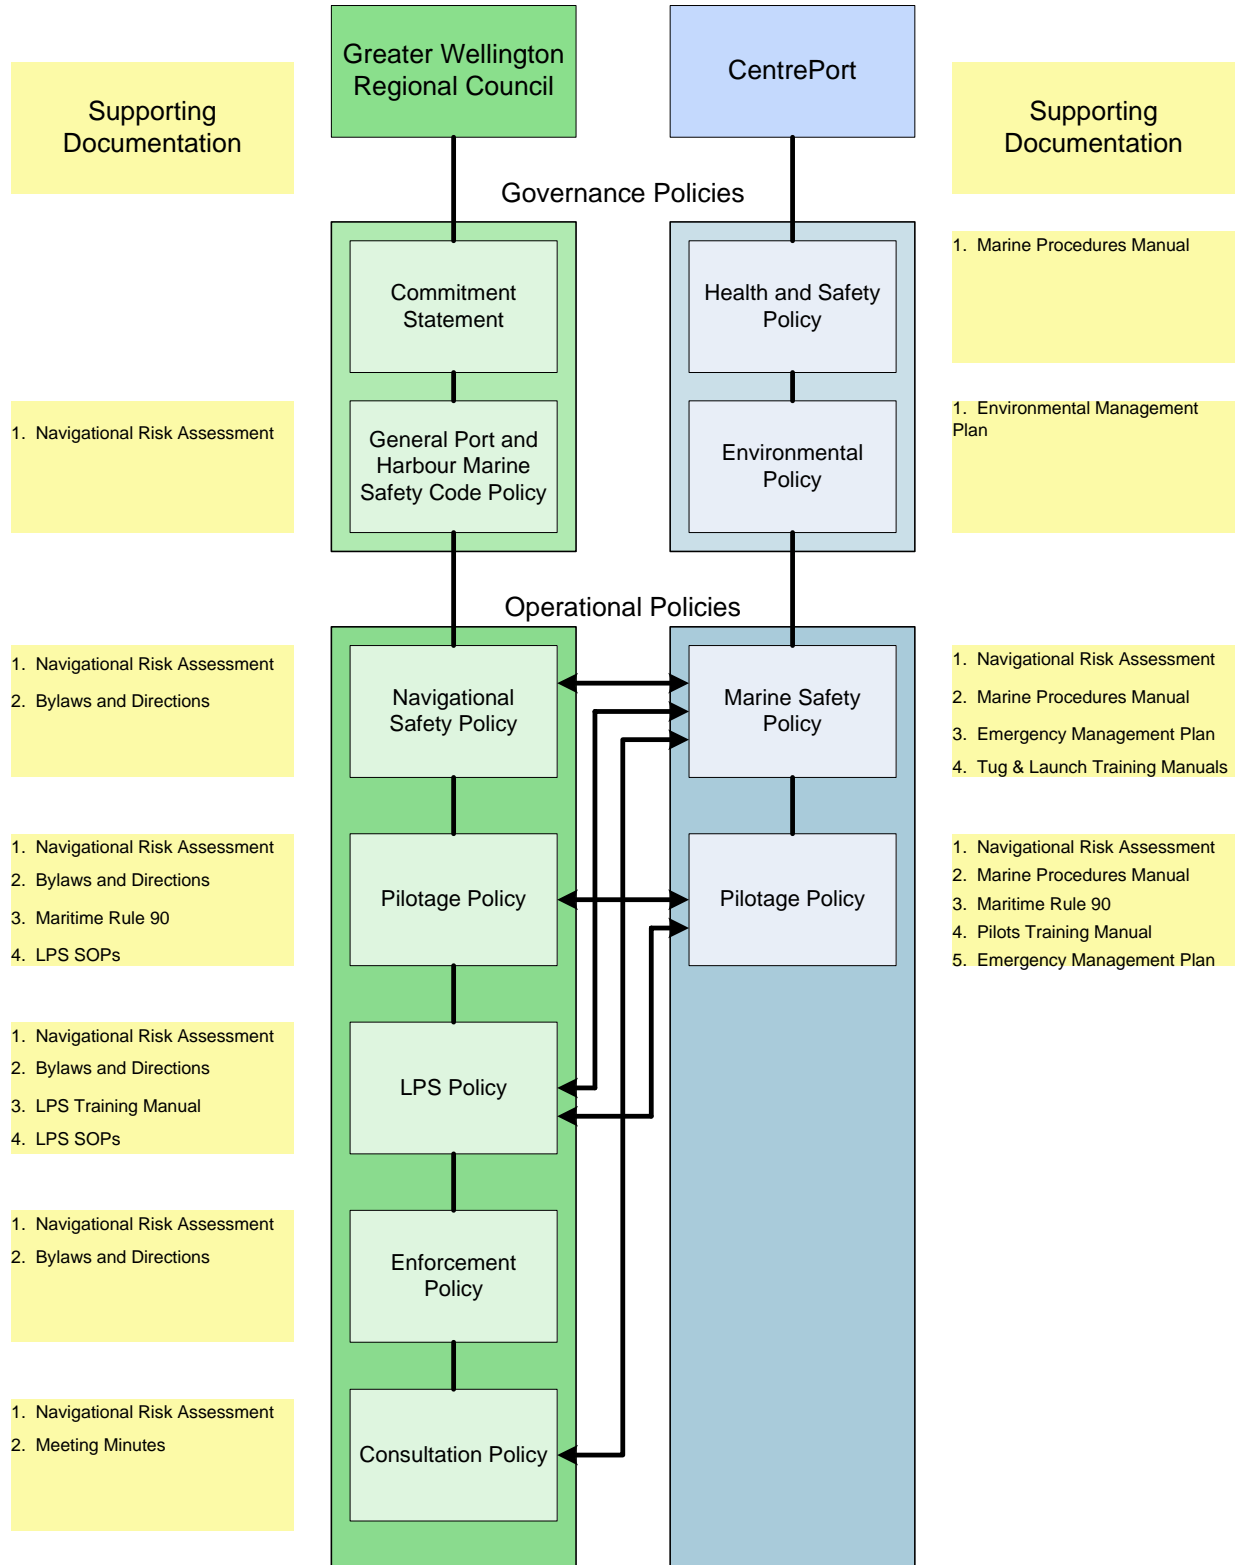 Greater Wellington
Regional Council
CentrePort
Supporting
Documentation
Supporting
Documentation
Governance Policies
Commitment
Statement
Health and Safety
Policy
1. Marine Procedures Manual
1. Navigational Risk Assessment
General Port and
Harbour Marine
Safety Code Policy
Environmental
Policy
1. Environmental Management
Plan
Operational Policies
1. Navigational Risk Assessment
2. Bylaws and Directions
Navigational
Safety Policy
Marine Safety
Policy
1. Navigational Risk Assessment
2. Marine Procedures Manual
3. Emergency Management Plan
4. Tug & Launch Training Manuals
1. Navigational Risk Assessment
2. Bylaws and Directions
3. Maritime Rule 90
4. LPS SOPs
Pilotage Policy
Pilotage Policy
1. Navigational Risk Assessment
2. Marine Procedures Manual
3. Maritime Rule 90
4. Pilots Training Manual
5. Emergency Management Plan
1. Navigational Risk Assessment
2. Bylaws and Directions
3. LPS Training Manual
4. LPS SOPs
LPS Policy
1. Navigational Risk Assessment
2. Bylaws and Directions
Enforcement
Policy
1. Navigational Risk Assessment
2. Meeting Minutes
Consultation Policy